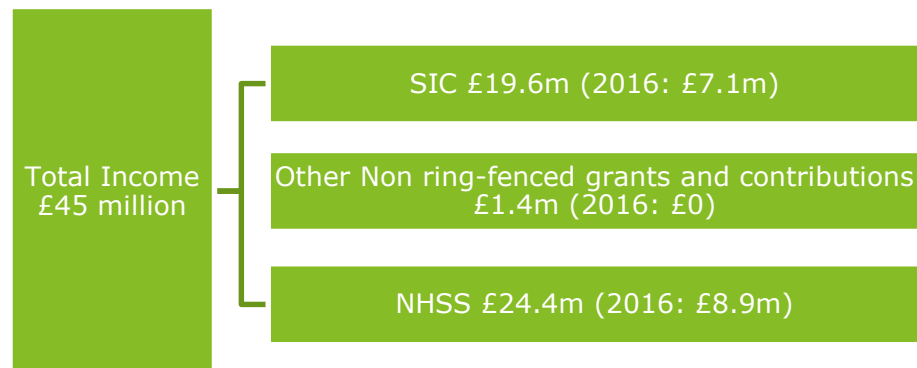 Total Income
£45 million
SIC £19.6m (2016: £7.1m)
Other Non ring-fenced grants and contributions
£1.4m (2016: £0)
NHSS £24.4m (2016: £8.9m)